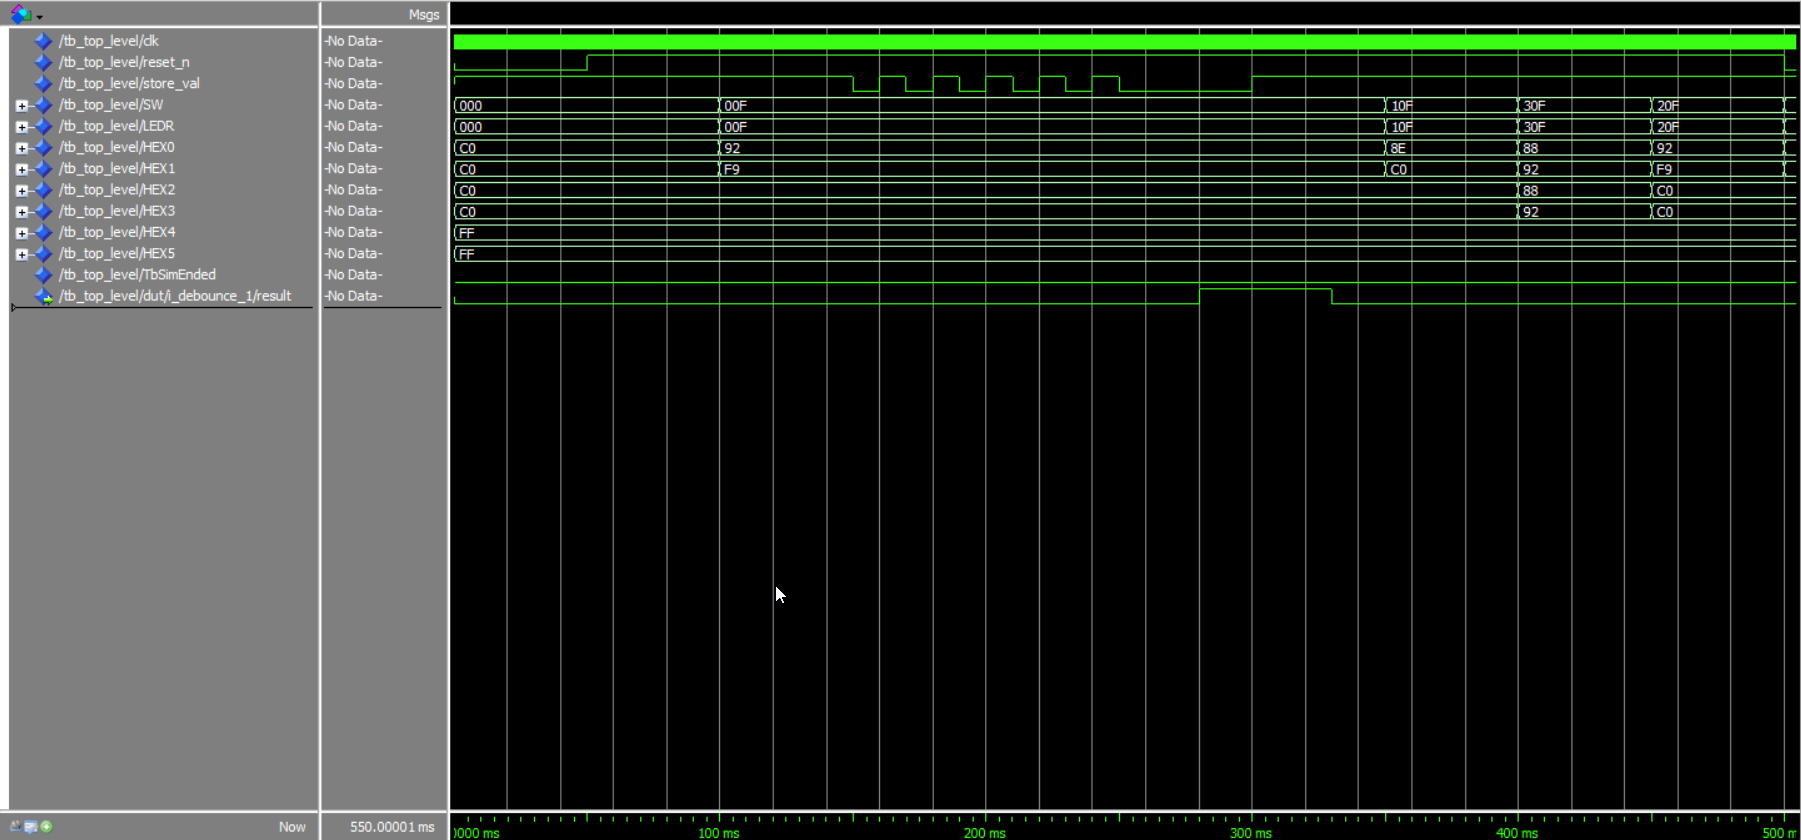 Msgs
/tb_top_level/clk -No Data-
/tb_top_level/reset_n -No Data-
/tb_top_level/store_val -No Data-
/tb_top_level/SW -No Data- 000 00F 10F 30F 20F
/tb_top_level/LEDR -No Data- 000 00F 10F 30F 20F
/tb_top_level/HEX0 -No Data- C0 92 8E 88 92
/tb_top_level/HEX1 -No Data- C0 F9 C0 92 F9
/tb_top_level/HEX2 -No Data- C0 88 C0
/tb_top_level/HEX3 -No Data- C0 92 C0
/tb_top_level/HEX4 -No Data- FF
/tb_top_level/HEX5 -No Data- FF
/tb_top_level/TbSimEnded -No Data-
/tb_top_level/dut/i_debounce_1/result -No Data-
Now 550.00001 ms 0000 ms 100 ms 200 ms 300 ms 400 ms 500 m